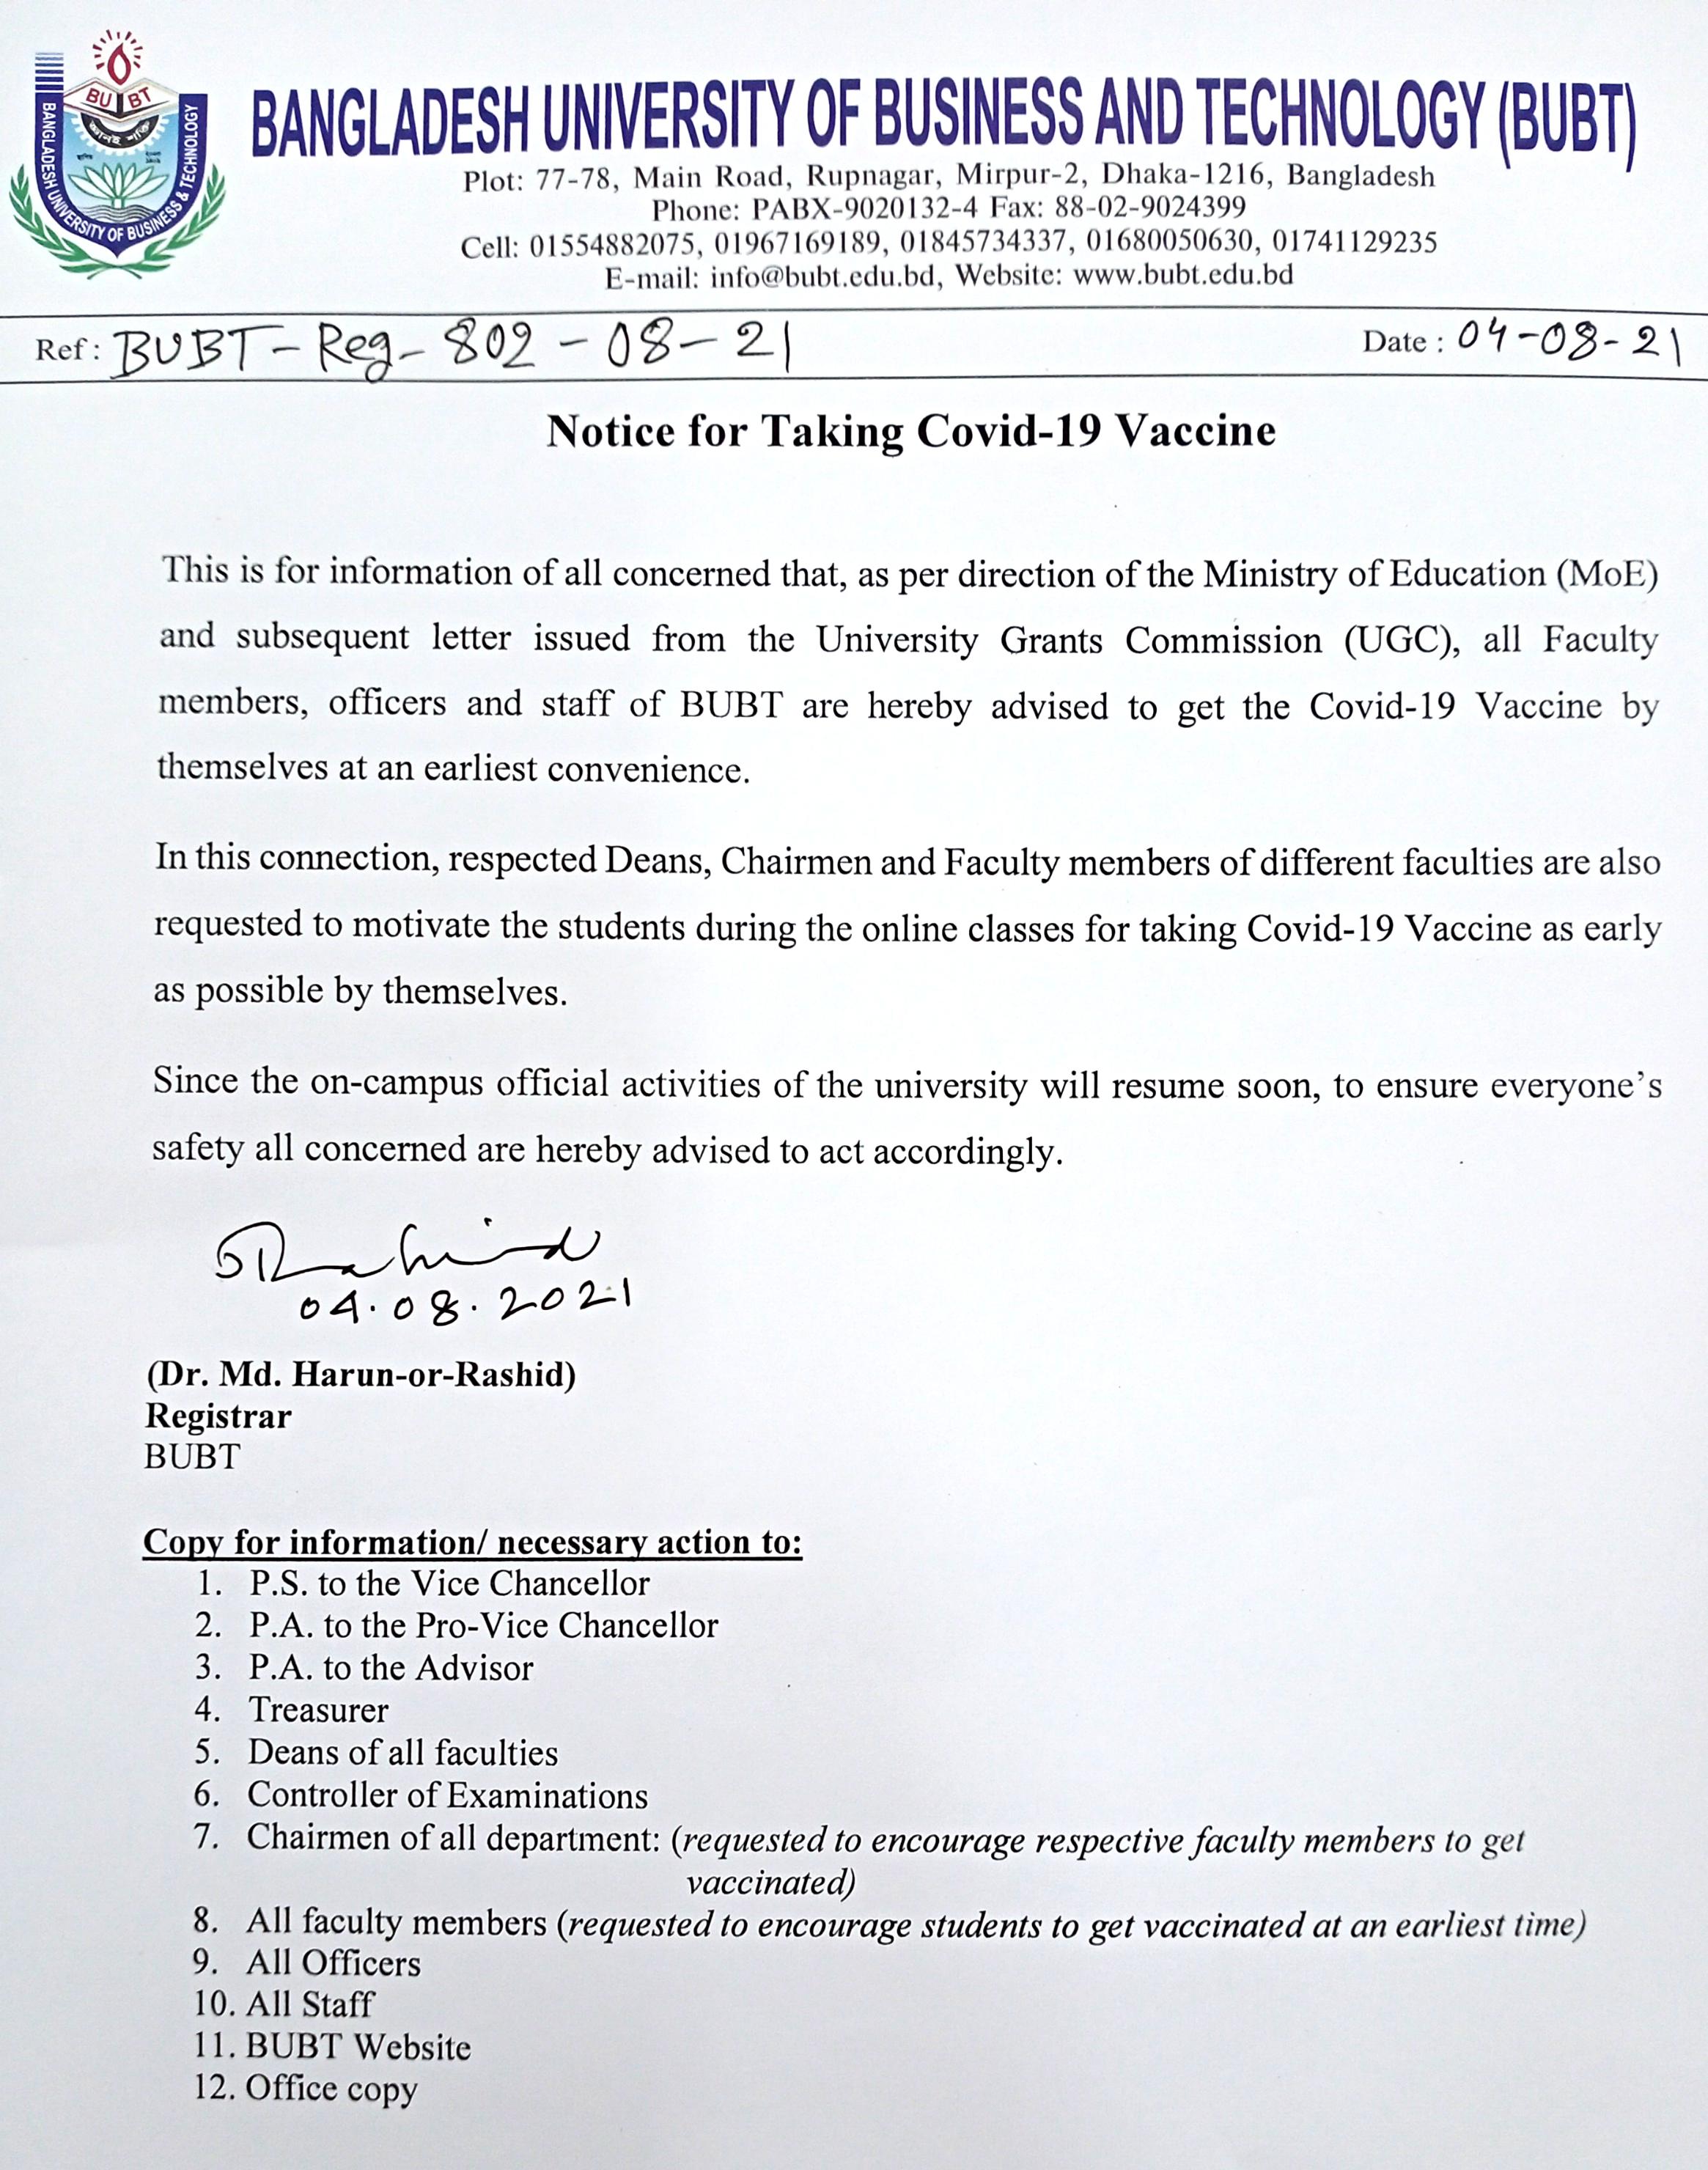 BU BT
BANGLADESH UNIVERSITY OF BUSINESS & TECHNOLOGY
BANGLADESH UNIVERSITY OF BUSINESS AND TECHNOLOGY (BUBT)
Plot: 77-78, Main Road, Rupnagar, Mirpur-2, Dhaka-1216, Bangladesh
Phone: PABX-9020132-4 Fax: 88-02-9024399
Cell: 01554882075, 01967169189, 01845734337, 01680050630, 01741129235
E-mail: info@bubt.edu.bd, Website: www.bubt.edu.bd
Ref : BUBT - Reg - 802 - 08 - 21 Date : 04-08-21
Notice for Taking Covid-19 Vaccine
This is for information of all concerned that, as per direction of the Ministry of Education (MoE)
and subsequent letter issued from the University Grants Commission (UGC), all Faculty
members, officers and staff of BUBT are hereby advised to get the Covid-19 Vaccine by
themselves at an earliest convenience.
In this connection, respected Deans, Chairmen and Faculty members of different faculties are also
requested to motivate the students during the online classes for taking Covid-19 Vaccine as early
as possible by themselves.
Since the on-campus official activities of the university will resume soon, to ensure everyone's
safety all concerned are hereby advised to act accordingly.
04.08.2021
(Dr. Md. Harun-or-Rashid)
Registrar
BUBT
Copy for information/ necessary action to:
1. P.S. to the Vice Chancellor
2. P.A. to the Pro-Vice Chancellor
3. P.A. to the Advisor
4. Treasurer
5. Deans of all faculties
6. Controller of Examinations
7. Chairmen of all department: (requested to encourage respective faculty members to get
vaccinated)
8. All faculty members (requested to encourage students to get vaccinated at an earliest time)
9. All Officers
10. All Staff
11. BUBT Website
12. Office copy